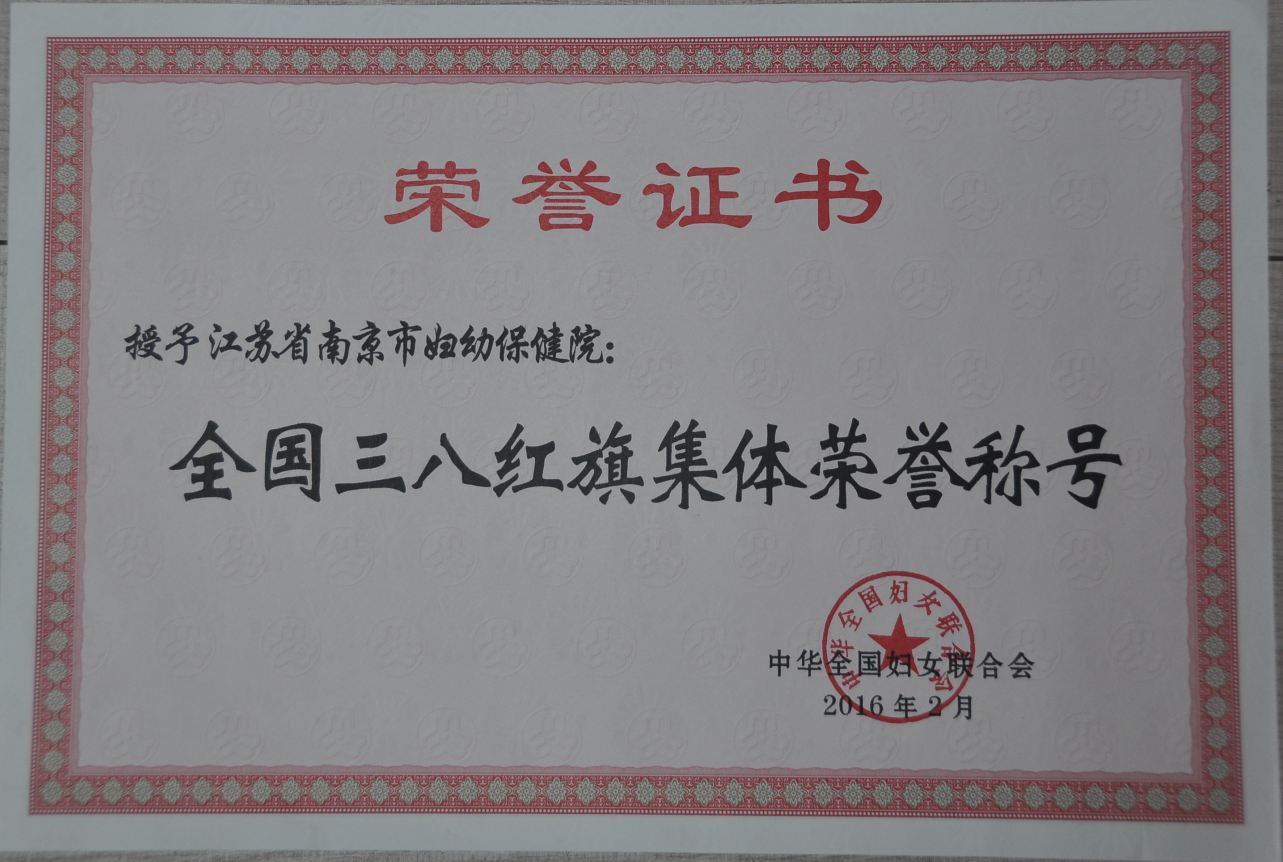 荣誉证书
授予江苏省南京市妇幼保健院：
全国三八红旗集体荣誉称号
中华全国妇女联合会
中华全国妇女联合会
2016年2月